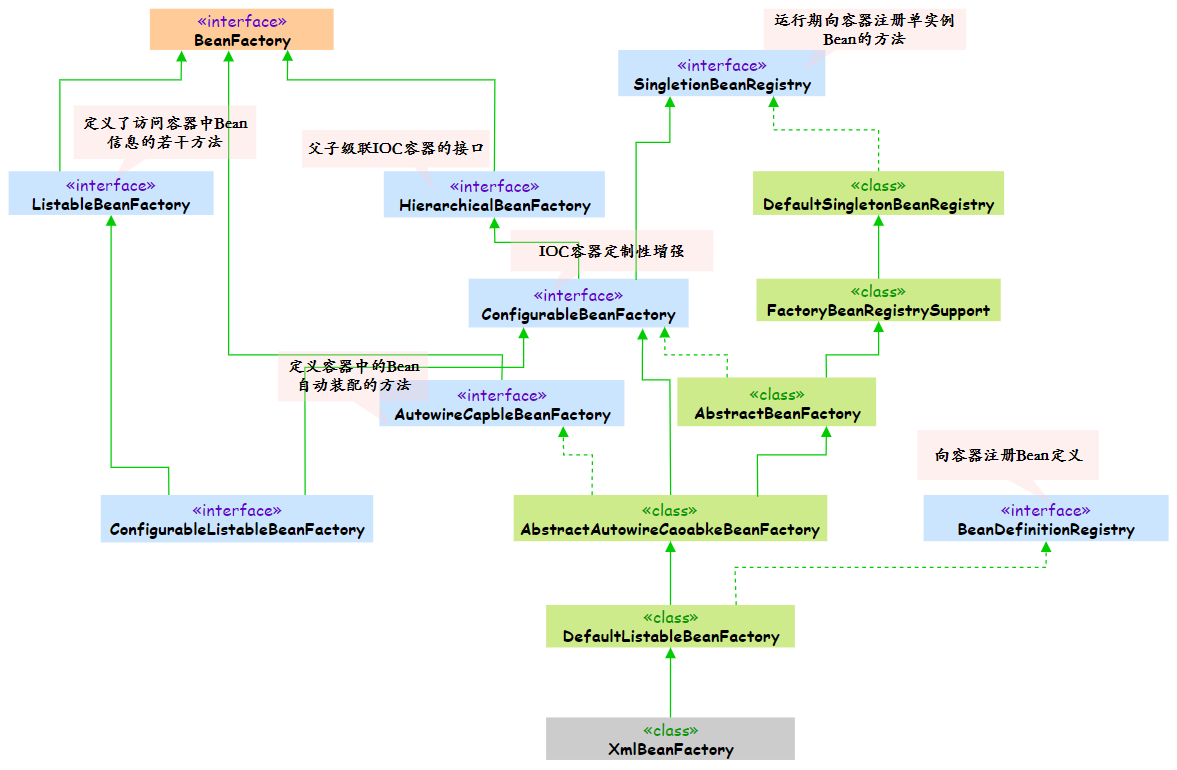 «interface»
BeanFactory
运行期向容器注册单实例
Bean的方法
«interface»
SingletionBeanRegistry
定义了访问容器中Bean
信息的若干方法
父子级联IOC容器的接口
«interface»
ListableBeanFactory
«interface»
HierarchicalBeanFactory
«class»
DefaultSingletonBeanRegistry
IOC容器定制性增强
«interface»
ConfigurableBeanFactory
«class»
FactoryBeanRegistrySupport
定义容器中的Bean
自动装配的方法
«interface»
AutowireCapbleBeanFactory
«class»
AbstractBeanFactory
向容器注册Bean定义
«interface»
ConfigurableListableBeanFactory
«class»
AbstractAutowireCaoabkeBeanFactory
«interface»
BeanDefinitionRegistry
«class»
DefaultListableBeanFactory
«class»
XmlBeanFactory